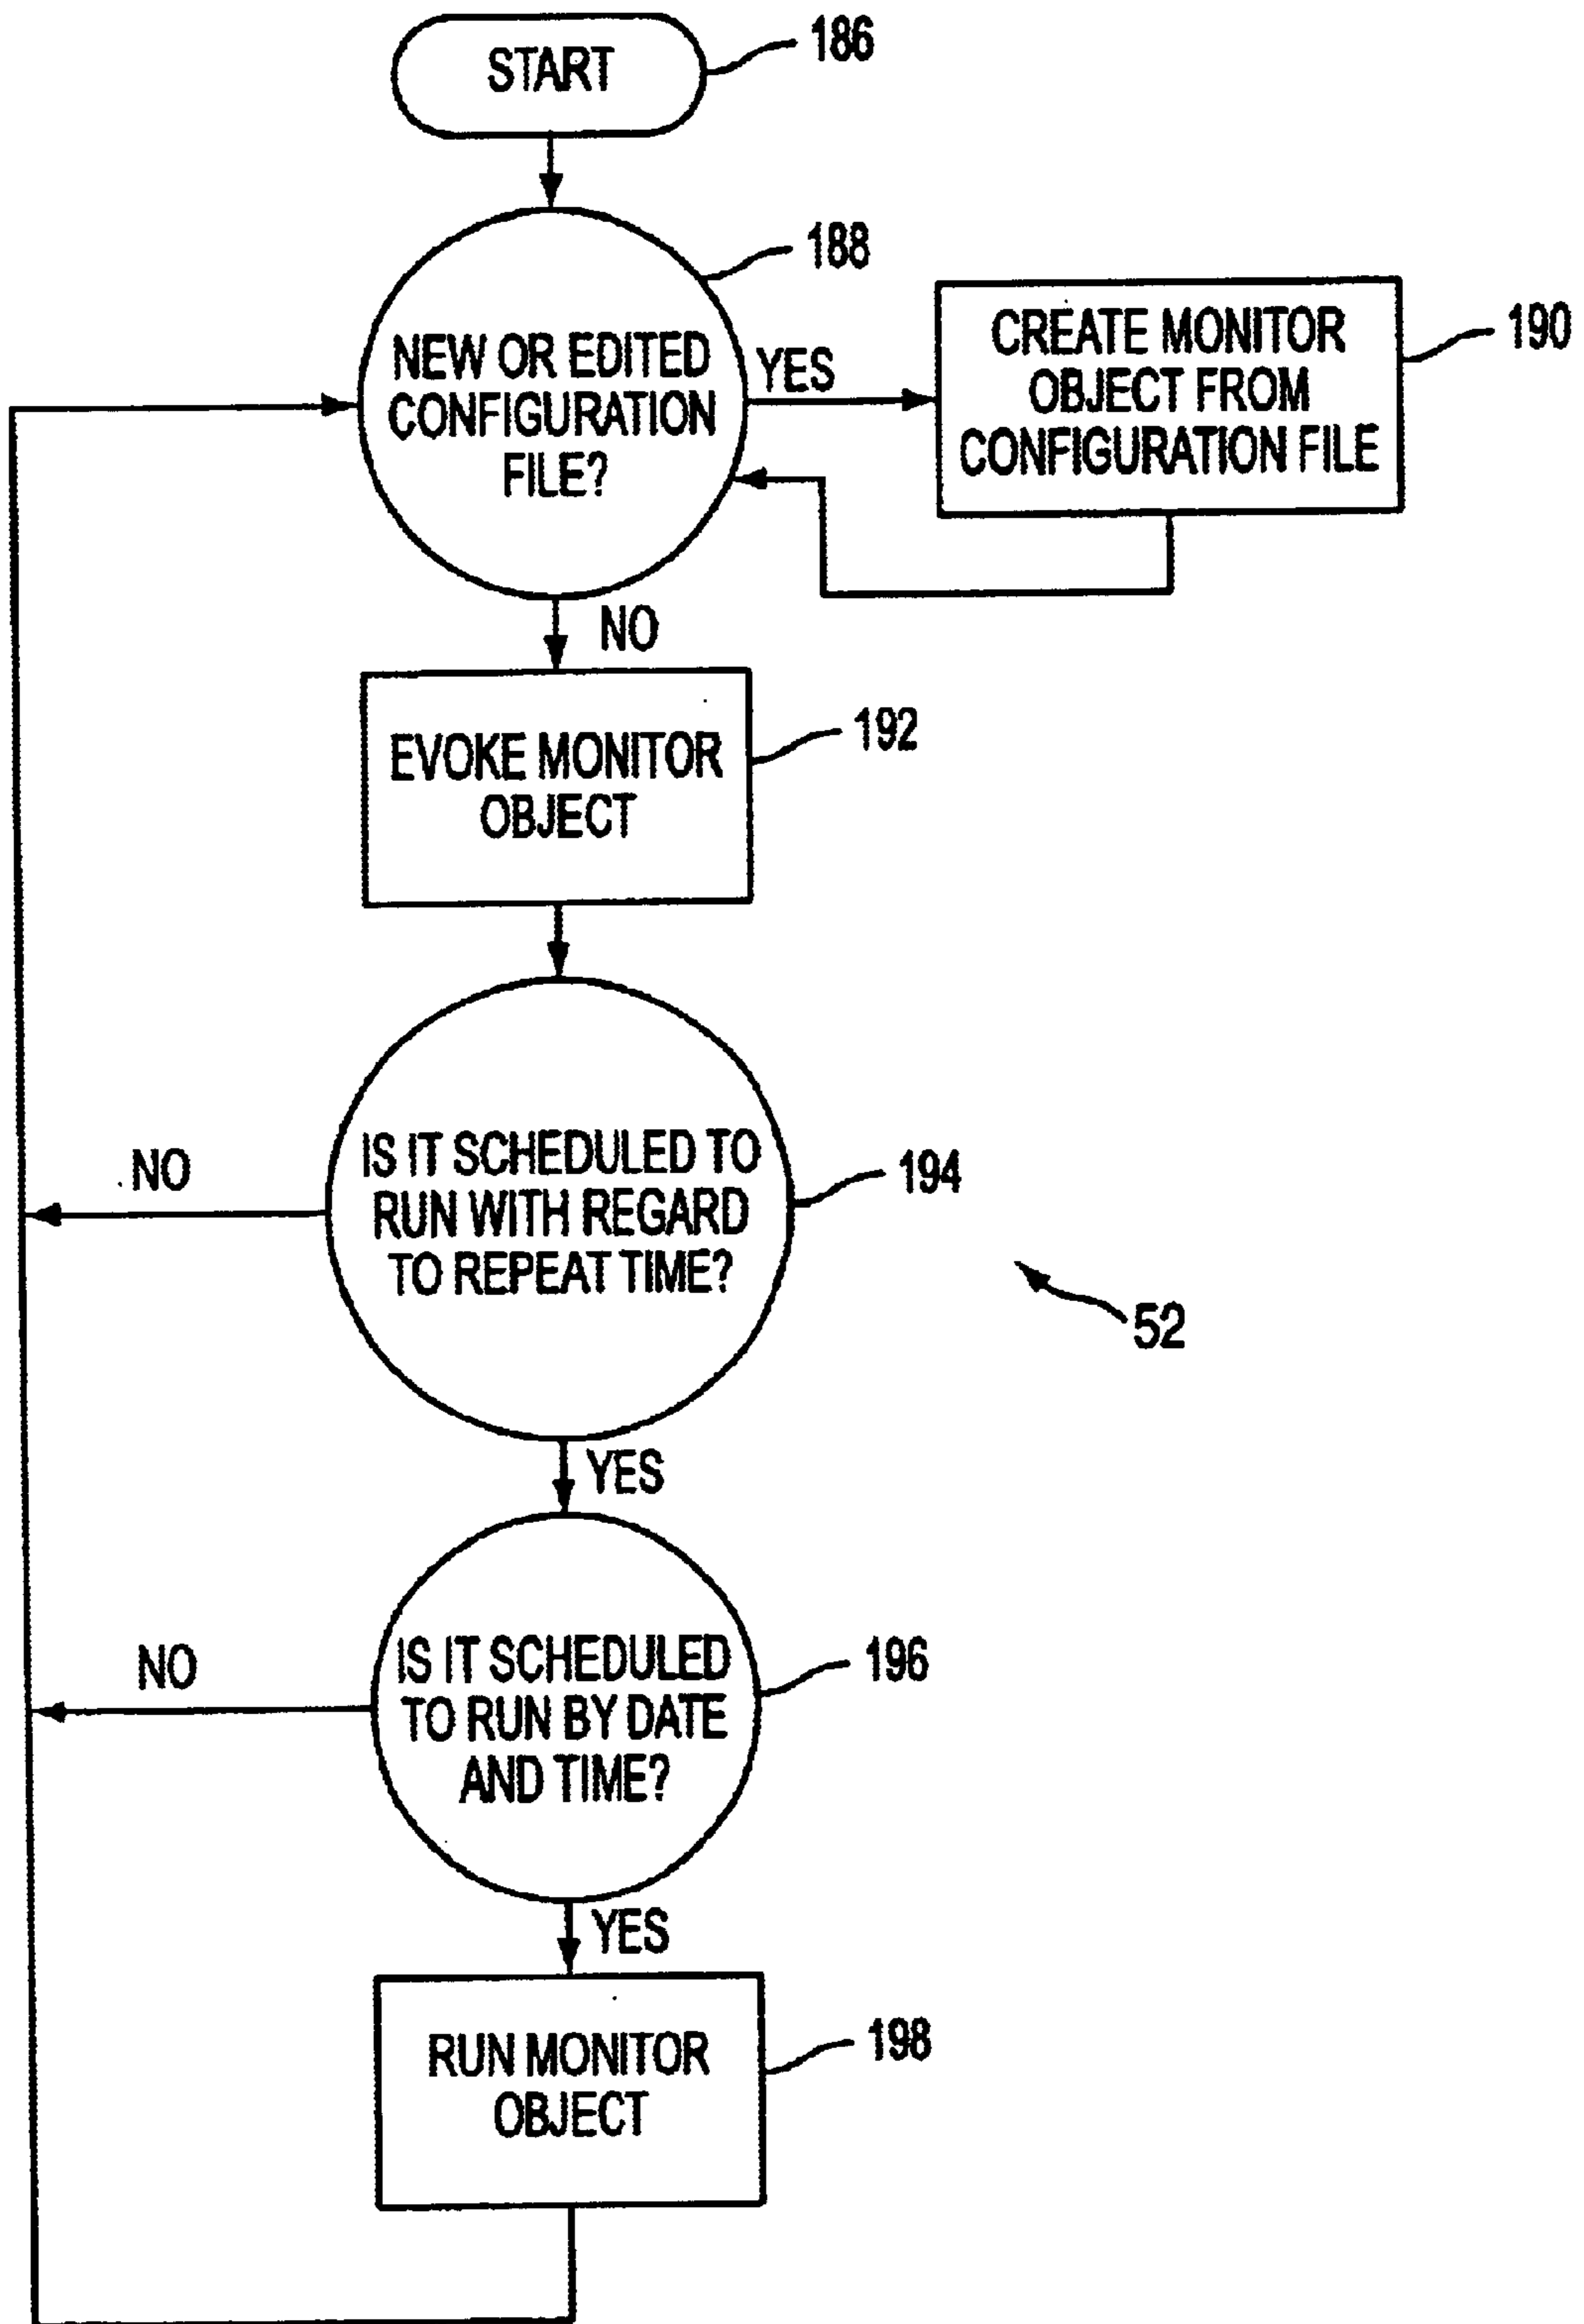 START
186
188
NEW OR EDITED
CONFIGURATION
FILE?
YES
CREATE MONITOR
OBJECT FROM
CONFIGURATION FILE
190
NO
EVOKE MONITOR
OBJECT
192
IS IT SCHEDULED TO
RUN WITH REGARD
TO REPEAT TIME?
194
NO
52
YES
IS IT SCHEDULED
TO RUN BY DATE
AND TIME?
196
NO
YES
RUN MONITOR
OBJECT
198